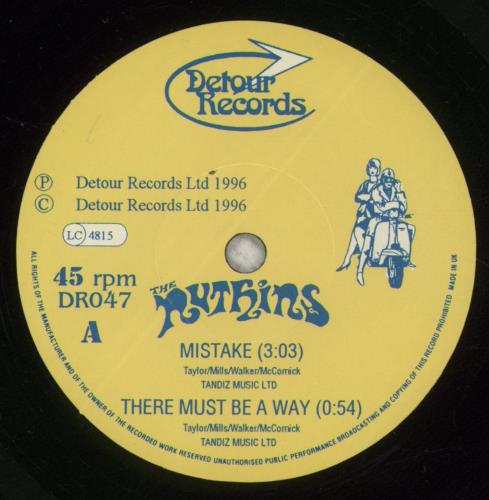 Detour
Records
Ⓟ Detour Records Ltd 1996
© Detour Records Ltd 1996
LC 4815
45 rpm
DR047
A
THE
NUTHINS
MISTAKE (3:03)
Taylor/Mills/Walker/McCornick
TANDIZ MUSIC LTD
THERE MUST BE A WAY (0:54)
Taylor/Mills/Walker/McCornick
TANDIZ MUSIC LTD
ALL RIGHTS OF THE MANUFACTURER AND OF THE OWNER OF THE RECORDED WORK RESERVED UNAUTHORISED PUBLIC PERFORMANCE BROADCASTING AND COPYING OF THIS RECORD PROHIBITED MADE IN UK